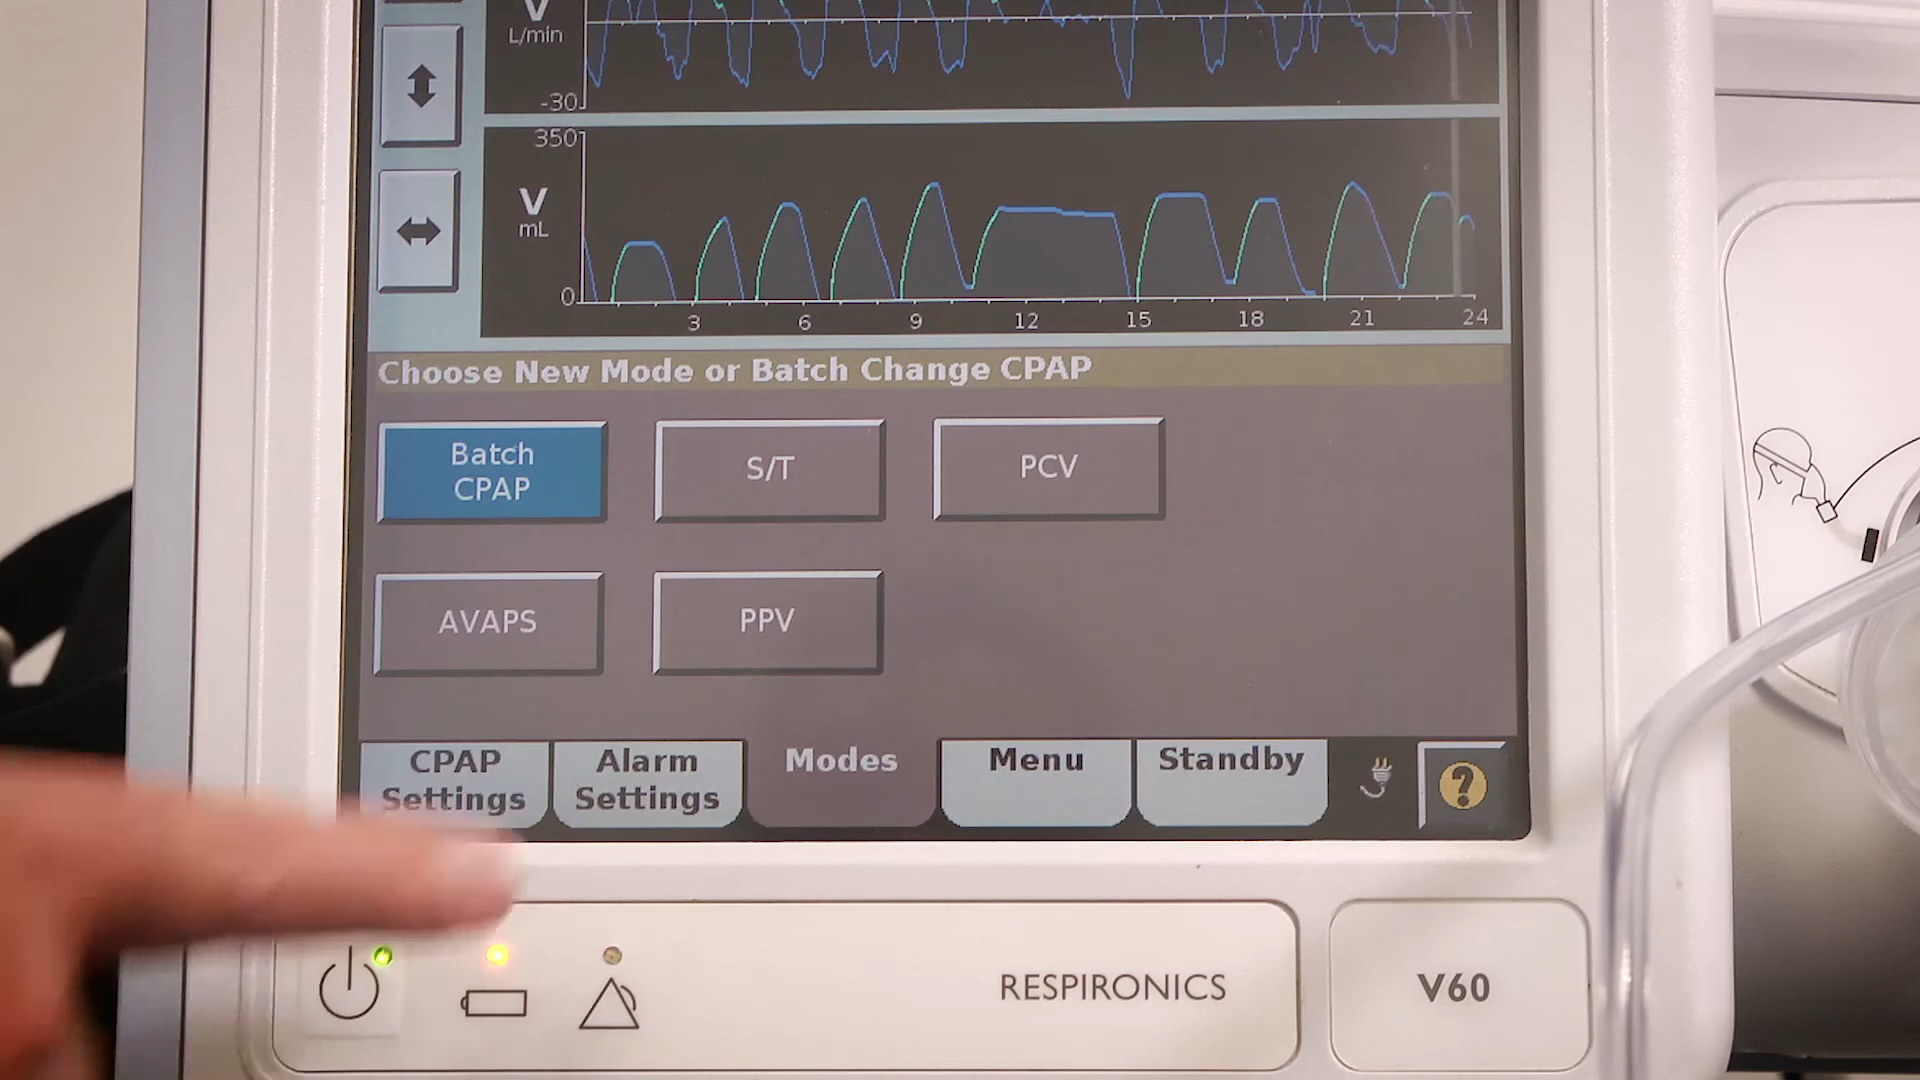 V̇
L/min
-30
350
V
mL
0
3 6 9 12 15 18 21 24
Choose New Mode or Batch Change CPAP
Batch
CPAP
S/T
PCV
AVAPS
PPV
CPAP
Settings
Alarm
Settings
Modes
Menu
Standby
?
RESPIRONICS
V60